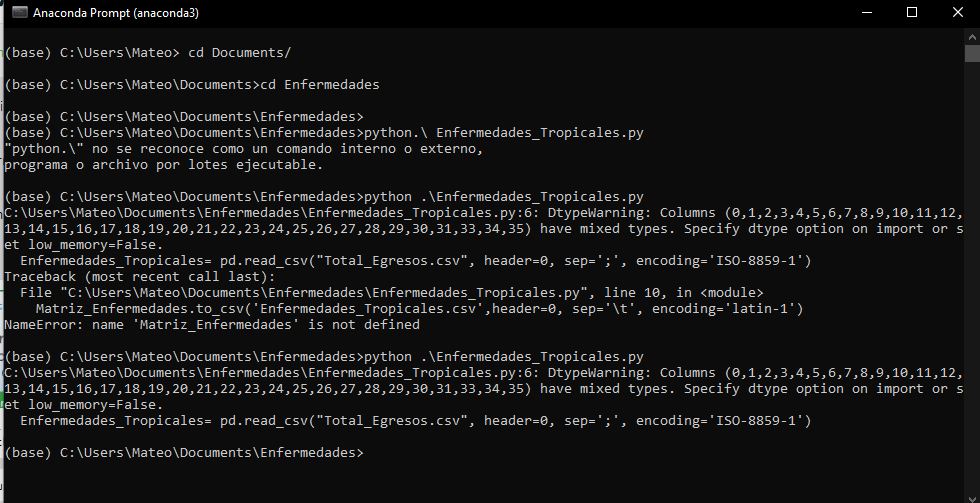 Anaconda Prompt (anaconda3)
(base) C:\Users\Mateo> cd Documents/
(base) C:\Users\Mateo\Documents>cd Enfermedades
(base) C:\Users\Mateo\Documents\Enfermedades>
(base) C:\Users\Mateo\Documents\Enfermedades>python.\ Enfermedades_Tropicales.py
"python.\" no se reconoce como un comando interno o externo,
programa o archivo por lotes ejecutable.
(base) C:\Users\Mateo\Documents\Enfermedades>python .\Enfermedades_Tropicales.py
C:\Users\Mateo\Documents\Enfermedades\Enfermedades_Tropicales.py:6: DtypeWarning: Columns (0,1,2,3,4,5,6,7,8,9,10,11,12,
13,14,15,16,17,18,19,20,21,22,23,24,25,26,27,28,29,30,31,33,34,35) have mixed types. Specify dtype option on import or s
et low_memory=False.
  Enfermedades_Tropicales= pd.read_csv("Total_Egresos.csv", header=0, sep=';', encoding='ISO-8859-1')
Traceback (most recent call last):
  File "C:\Users\Mateo\Documents\Enfermedades\Enfermedades_Tropicales.py", line 10, in <module>
    Matriz_Enfermedades.to_csv('Enfermedades_Tropicales.csv',header=0, sep='\t', encoding='latin-1')
NameError: name 'Matriz_Enfermedades' is not defined
(base) C:\Users\Mateo\Documents\Enfermedades>python .\Enfermedades_Tropicales.py
C:\Users\Mateo\Documents\Enfermedades\Enfermedades_Tropicales.py:6: DtypeWarning: Columns (0,1,2,3,4,5,6,7,8,9,10,11,12,
13,14,15,16,17,18,19,20,21,22,23,24,25,26,27,28,29,30,31,33,34,35) have mixed types. Specify dtype option on import or s
et low_memory=False.
  Enfermedades_Tropicales= pd.read_csv("Total_Egresos.csv", header=0, sep=';', encoding='ISO-8859-1')
(base) C:\Users\Mateo\Documents\Enfermedades>